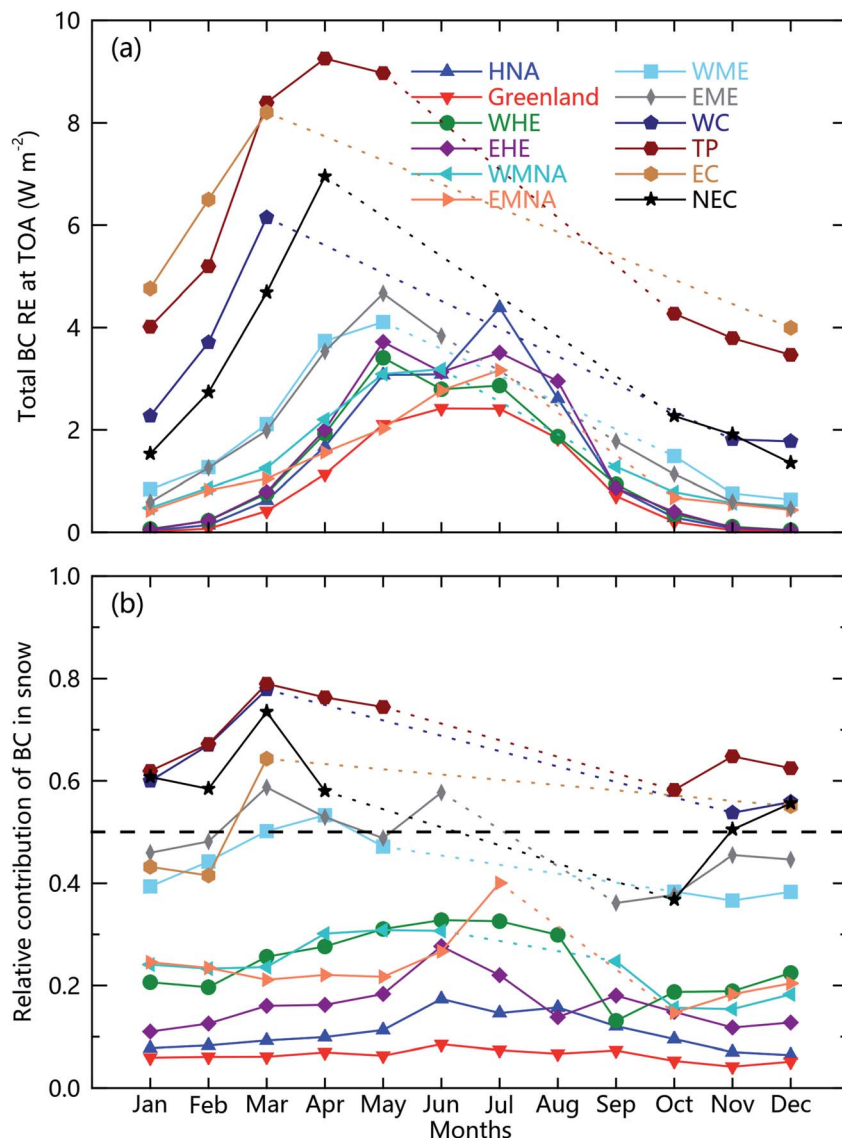 (a)
HNA
Greenland
WHE
EHE
WMNA
EMNA
WME
EME
WC
TP
EC
NEC
Total BC RE at TOA (W m⁻²)
10
8
6
4
2
0
(b)
Relative contribution of BC in snow
1.0
0.8
0.6
0.4
0.2
0.0
Jan Feb Mar Apr May Jun Jul Aug Sep Oct Nov Dec
Months